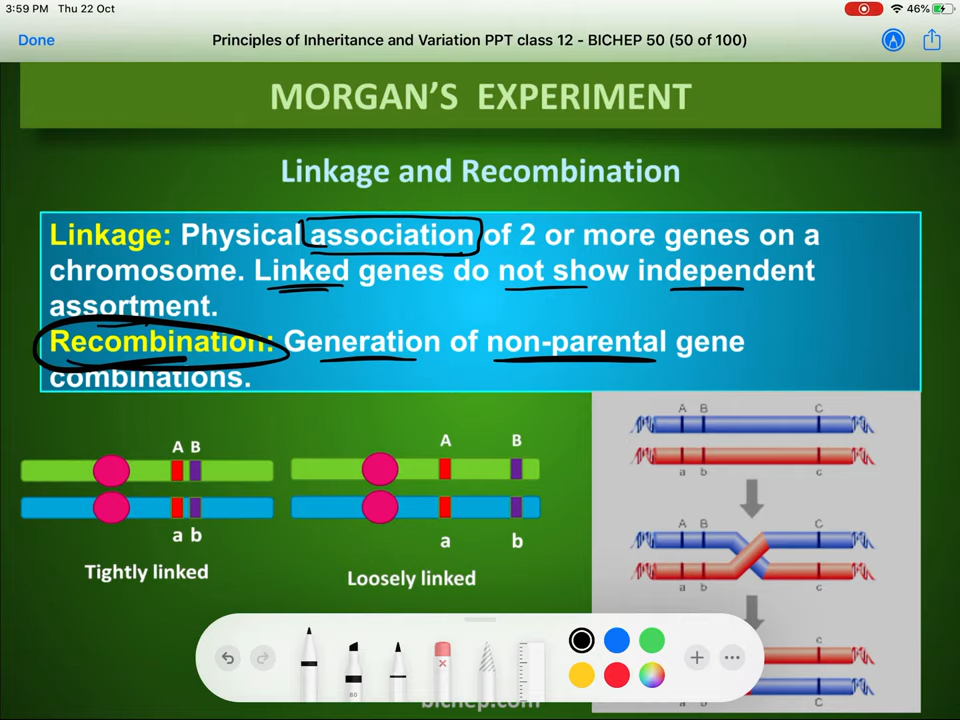 3:59 PM Thu 22 Oct 46%
Done Principles of Inheritance and Variation PPT class 12 - BICHEP 50 (50 of 100)
MORGAN'S EXPERIMENT
Linkage and Recombination
Linkage: Physical association of 2 or more genes on a
chromosome. Linked genes do not show independent
assortment.
Recombination: Generation of non-parental gene
combinations.
A B
a b
Tightly linked
A B
a b
Loosely linked
A B C
a b c
A B C
a b c
c
C
a b
80
bichep.com